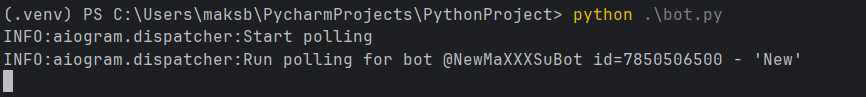 (.venv) PS C:\Users\maksb\PycharmProjects\PythonProject> python .\bot.py
INFO:aiogram.dispatcher:Start polling
INFO:aiogram.dispatcher:Run polling for bot @NewMaXXXSuBot id=7850506500 - 'New'